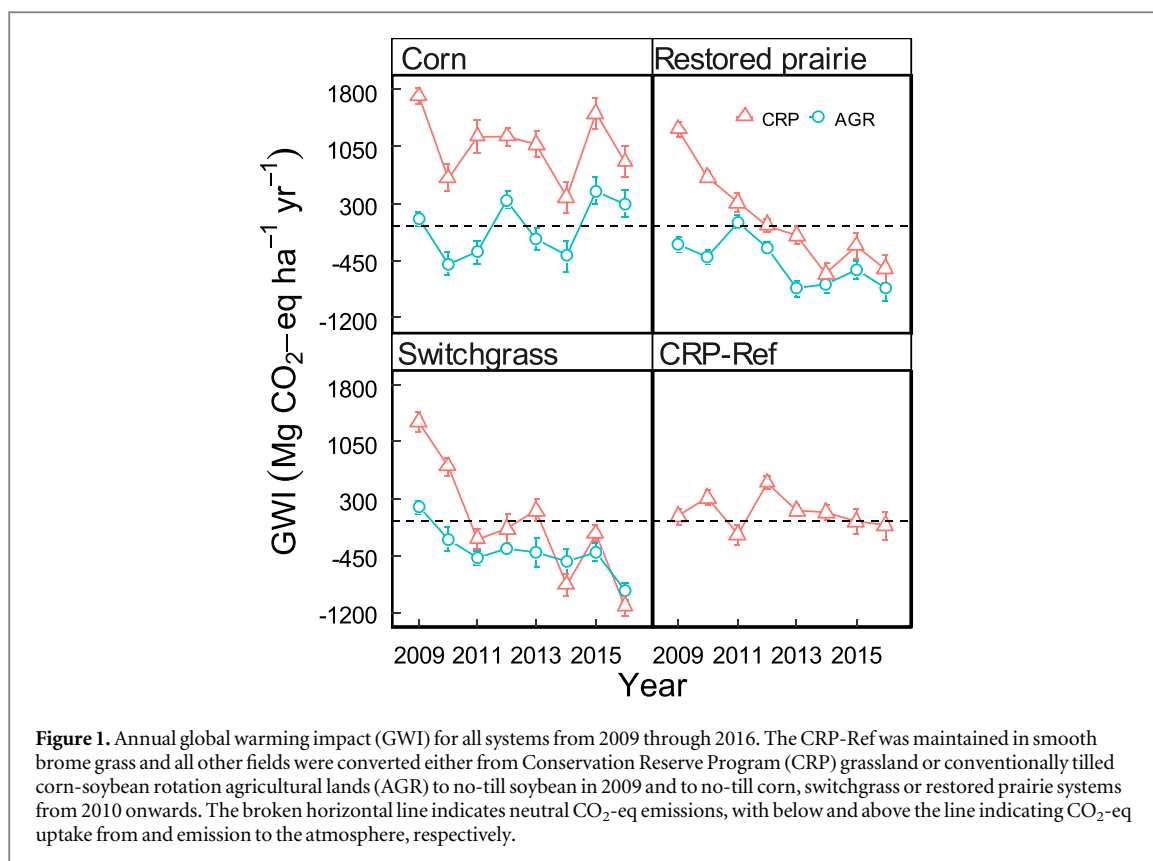 Corn
Restored prairie
CRP
AGR
1800
1050
300
-450
-1200
Switchgrass
CRP-Ref
1800
1050
300
-450
-1200
GWI (Mg CO₂−eq ha⁻¹ yr⁻¹)
2009 2011 2013 2015
2009 2011 2013 2015
Year
Figure 1. Annual global warming impact (GWI) for all systems from 2009 through 2016. The CRP-Ref was maintained in smooth
brome grass and all other fields were converted either from Conservation Reserve Program (CRP) grassland or conventionally tilled
corn-soybean rotation agricultural lands (AGR) to no-till soybean in 2009 and to no-till corn, switchgrass or restored prairie systems
from 2010 onwards. The broken horizontal line indicates neutral CO₂-eq emissions, with below and above the line indicating CO₂-eq
uptake from and emission to the atmosphere, respectively.